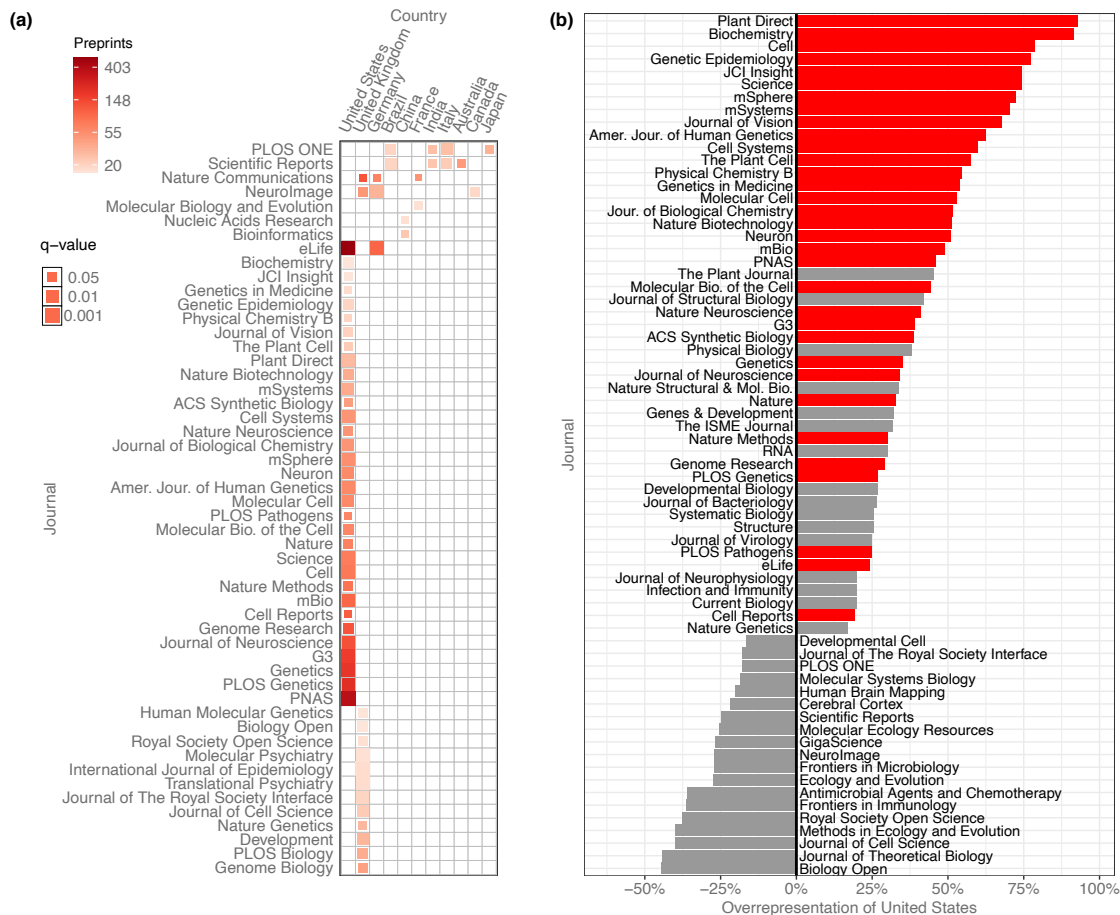 (a)
Country
Preprints
403
148
55
20
q-value
0.05
0.01
0.001
United States
United Kingdom
Germany
Brazil
China
France
India
Italy
Australia
Canada
Japan
Journal
PLOS ONE
Scientific Reports
Nature Communications
NeuroImage
Molecular Biology and Evolution
Nucleic Acids Research
Bioinformatics
eLife
Biochemistry
JCI Insight
Genetics in Medicine
Genetic Epidemiology
Physical Chemistry B
Journal of Vision
The Plant Cell
Plant Direct
Nature Biotechnology
mSystems
ACS Synthetic Biology
Cell Systems
Nature Neuroscience
Journal of Biological Chemistry
mSphere
Neuron
Amer. Jour. of Human Genetics
Molecular Cell
PLOS Pathogens
Molecular Bio. of the Cell
Nature
Science
Cell
Nature Methods
mBio
Cell Reports
Genome Research
Journal of Neuroscience
G3
Genetics
PLOS Genetics
PNAS
Human Molecular Genetics
Biology Open
Royal Society Open Science
Molecular Psychiatry
International Journal of Epidemiology
Translational Psychiatry
Journal of The Royal Society Interface
Journal of Cell Science
Nature Genetics
Development
PLOS Biology
Genome Biology
(b)
Journal
Plant Direct
Biochemistry
Cell
Genetic Epidemiology
JCI Insight
Science
mSphere
mSystems
Journal of Vision
Amer. Jour. of Human Genetics
Cell Systems
The Plant Cell
Physical Chemistry B
Genetics in Medicine
Molecular Cell
Jour. of Biological Chemistry
Nature Biotechnology
Neuron
mBio
PNAS
The Plant Journal
Molecular Bio. of the Cell
Journal of Structural Biology
Nature Neuroscience
G3
ACS Synthetic Biology
Physical Biology
Genetics
Journal of Neuroscience
Nature Structural & Mol. Bio.
Nature
Genes & Development
The ISME Journal
Nature Methods
RNA
Genome Research
PLOS Genetics
Developmental Biology
Journal of Bacteriology
Systematic Biology
Structure
Journal of Virology
PLOS Pathogens
eLife
Journal of Neurophysiology
Infection and Immunity
Current Biology
Cell Reports
Nature Genetics
Developmental Cell
Journal of The Royal Society Interface
PLOS ONE
Molecular Systems Biology
Human Brain Mapping
Cerebral Cortex
Scientific Reports
Molecular Ecology Resources
GigaScience
NeuroImage
Frontiers in Microbiology
Ecology and Evolution
Antimicrobial Agents and Chemotherapy
Frontiers in Immunology
Royal Society Open Science
Methods in Ecology and Evolution
Journal of Cell Science
Journal of Theoretical Biology
Biology Open
−50% −25% 0% 25% 50% 75% 100%
Overrepresentation of United States